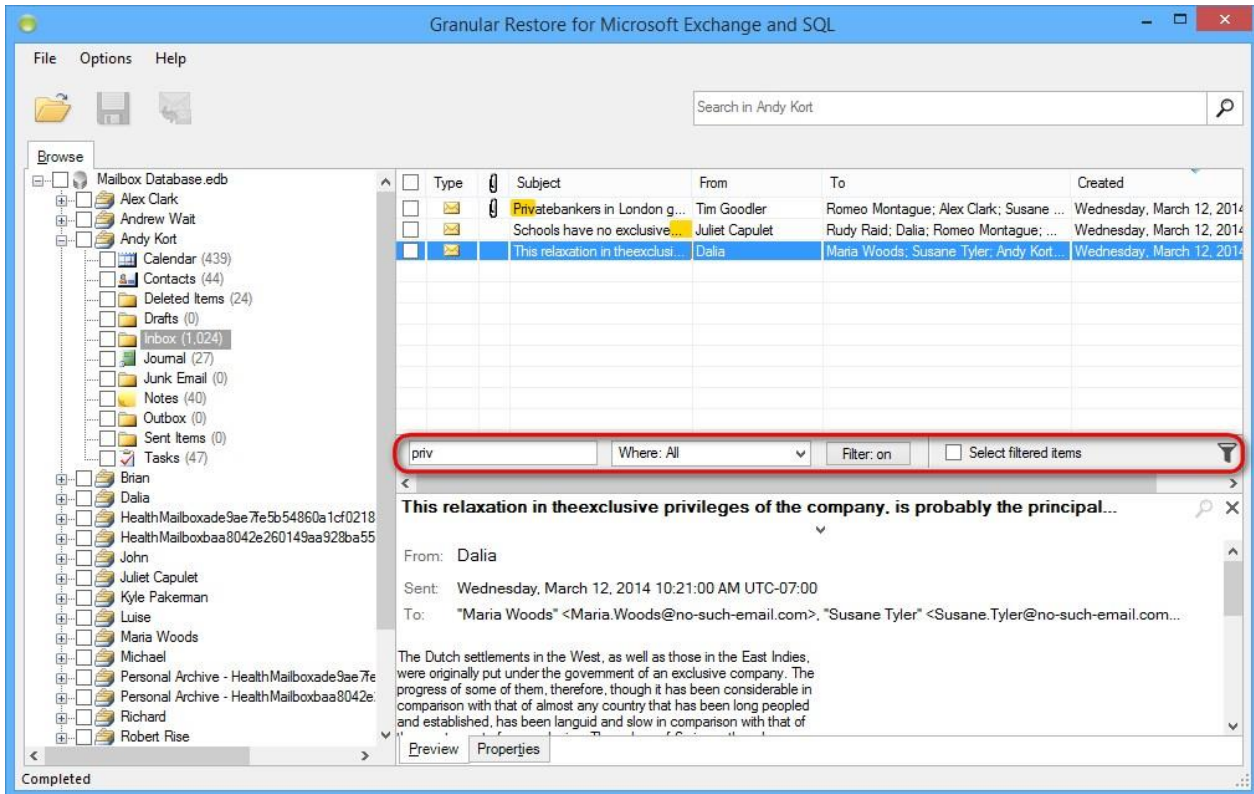 Granular Restore for Microsoft Exchange and SQL
File Options Help
Search in Andy Kort
Browse
Mailbox Database.edb
Alex Clark
Andrew Wait
Andy Kort
Calendar (439)
Contacts (44)
Deleted Items (24)
Drafts (0)
Inbox (1,024)
Journal (27)
Junk Email (0)
Notes (40)
Outbox (0)
Sent Items (0)
Tasks (47)
Brian
Dalia
HealthMailboxade9ae7fe5b54860a1cf0218
HealthMailboxbaa8042e260149aa928ba55
John
Juliet Capulet
Kyle Pakerman
Luise
Maria Woods
Michael
Personal Archive - HealthMailboxade9ae7fe
Personal Archive - HealthMailboxbaa8042e
Richard
Robert Rise
Type Subject From To Created
Privatebankers in London g... Tim Goodler Romeo Montague; Alex Clark; Susane ... Wednesday, March 12, 2014
Schools have no exclusive... Juliet Capulet Rudy Raid; Dalia; Romeo Montague; ... Wednesday, March 12, 2014
This relaxation in theexclusi... Dalia Maria Woods; Susane Tyler; Andy Kort... Wednesday, March 12, 2014
priv Where: All Filter: on Select filtered items
This relaxation in theexclusive privileges of the company, is probably the principal...
From: Dalia
Sent: Wednesday, March 12, 2014 10:21:00 AM UTC-07:00
To: "Maria Woods" <Maria.Woods@no-such-email.com>, "Susane Tyler" <Susane.Tyler@no-such-email.com...
The Dutch settlements in the West, as well as those in the East Indies,
were originally put under the government of an exclusive company. The
progress of some of them, therefore, though it has been considerable in
comparison with that of almost any country that has been long peopled
and established, has been languid and slow in comparison with that of
Preview Properties
Completed